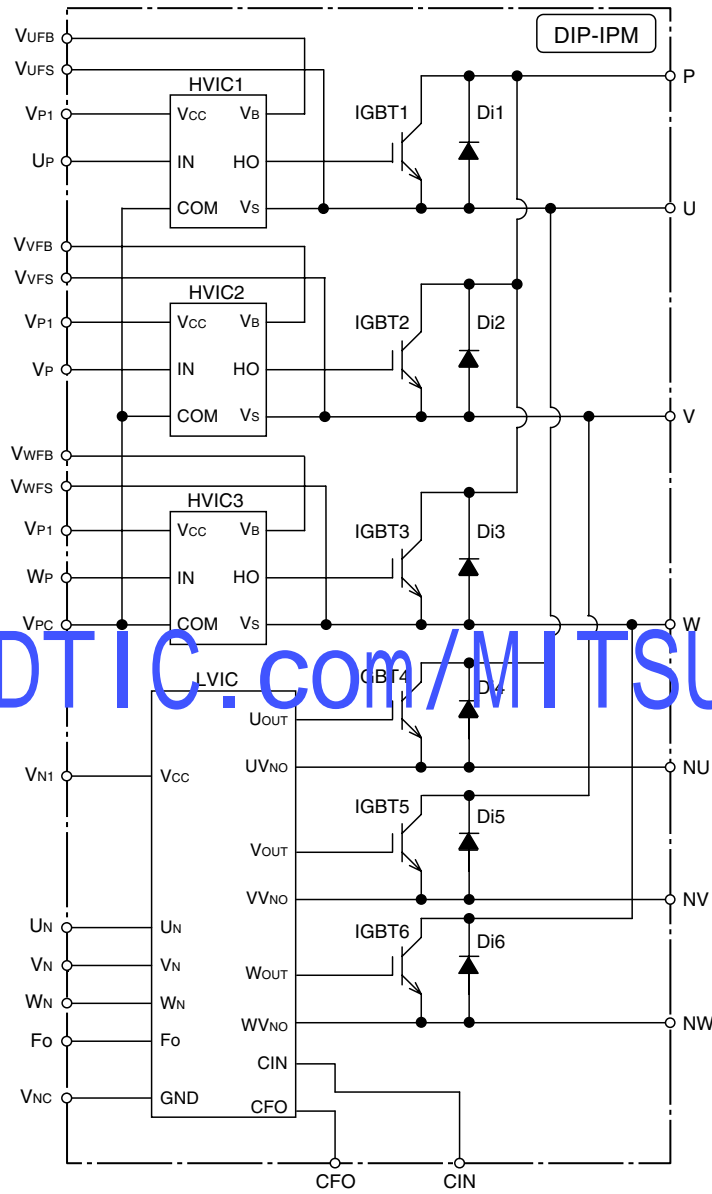 DIP-IPM
VUFB
VUFS
HVIC1
VP1
VCC
VB
IGBT1
Di1
P
UP
IN
HO
COM
VS
U
VVFB
VVFS
HVIC2
VP1
VCC
VB
IGBT2
Di2
VP
IN
HO
COM
VS
V
VWFB
VWFS
HVIC3
VP1
VCC
VB
IGBT3
Di3
WP
IN
HO
VPC
COM
VS
W
DTIC.com/MITSU
LVIC
IGBT4
Di4
UOUT
VN1
VCC
UVNO
NU
IGBT5
Di5
VOUT
VVNO
NV
UN
UN
IGBT6
Di6
VN
VN
WOUT
WN
WN
WVNO
NW
Fo
Fo
CIN
VNC
GND
CFO
CFO
CIN